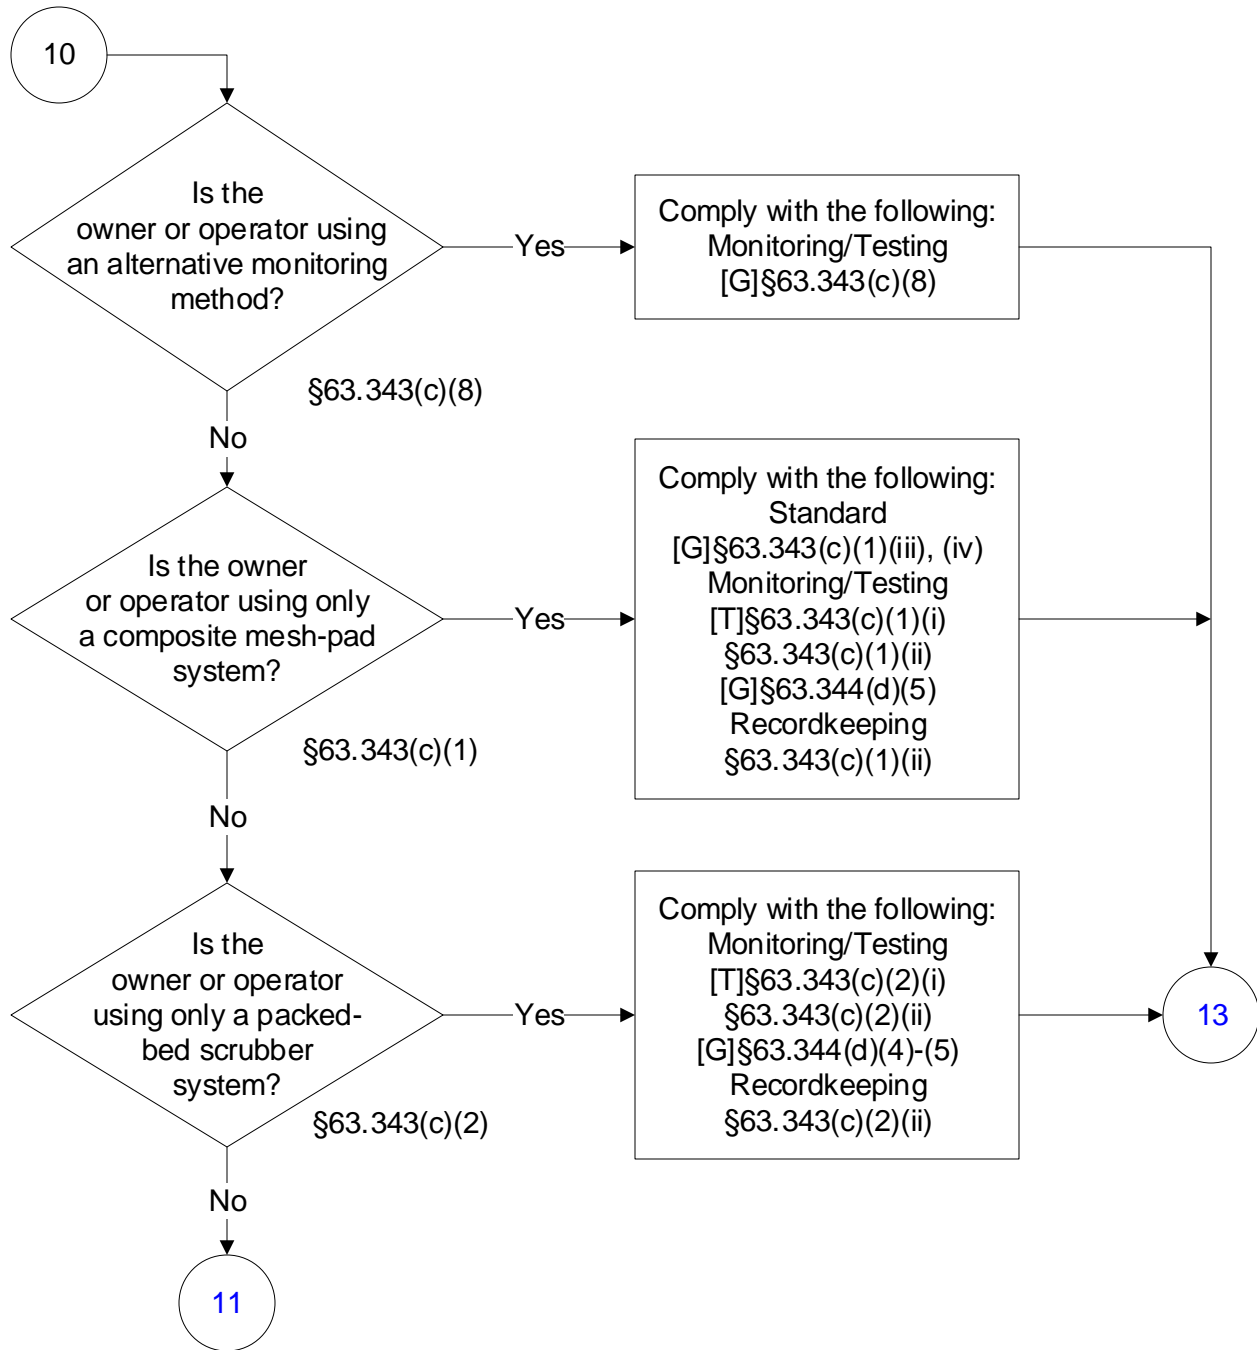 10
Is the
owner or operator using
an alternative monitoring
method?
Yes
Comply with the following:
Monitoring/Testing
[G]§63.343(c)(8)
§63.343(c)(8)
No
Is the owner
or operator using only
a composite mesh-pad
system?
Yes
Comply with the following:
Standard
[G]§63.343(c)(1)(iii), (iv)
Monitoring/Testing
[T]§63.343(c)(1)(i)
§63.343(c)(1)(ii)
[G]§63.344(d)(5)
Recordkeeping
§63.343(c)(1)(ii)
§63.343(c)(1)
No
Is the
owner or operator
using only a packed-
bed scrubber
system?
Yes
Comply with the following:
Monitoring/Testing
[T]§63.343(c)(2)(i)
§63.343(c)(2)(ii)
[G]§63.344(d)(4)-(5)
Recordkeeping
§63.343(c)(2)(ii)
13
§63.343(c)(2)
No
11